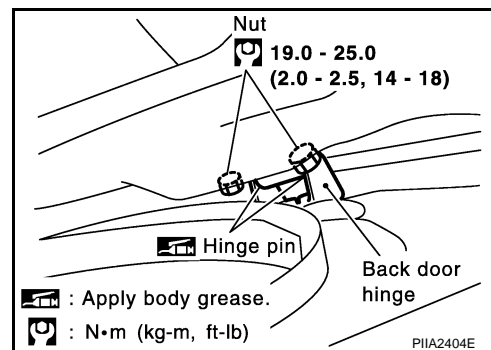 Nut
19.0 - 25.0
(2.0 - 2.5, 14 - 18)
Hinge pin
Back door
hinge
: Apply body grease.
: N•m (kg-m, ft-lb)
PIIA2404E